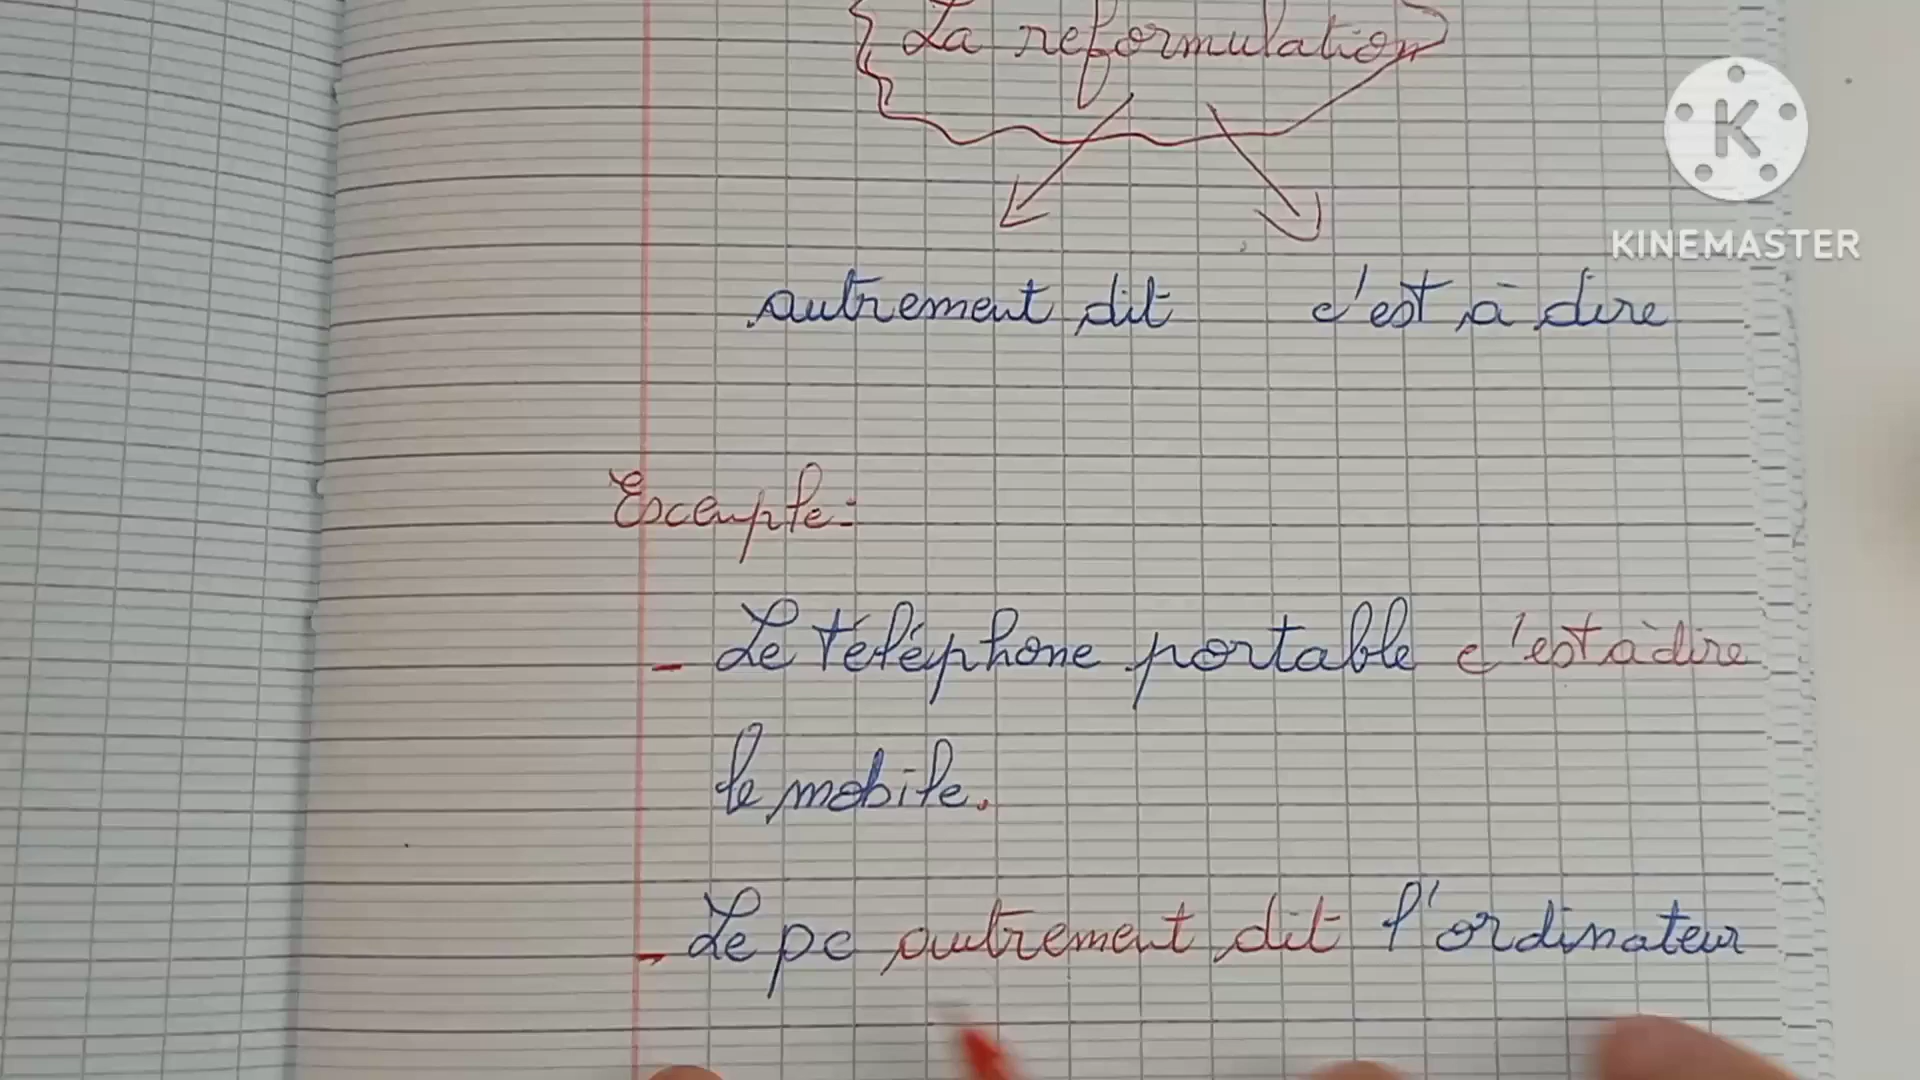 La reformulation
autrement dit c'est à dire
Exemple:
- Le téléphone portable c'est à dire
le mobile.
- Le pc autrement dit l'ordinateur
KINEMASTER